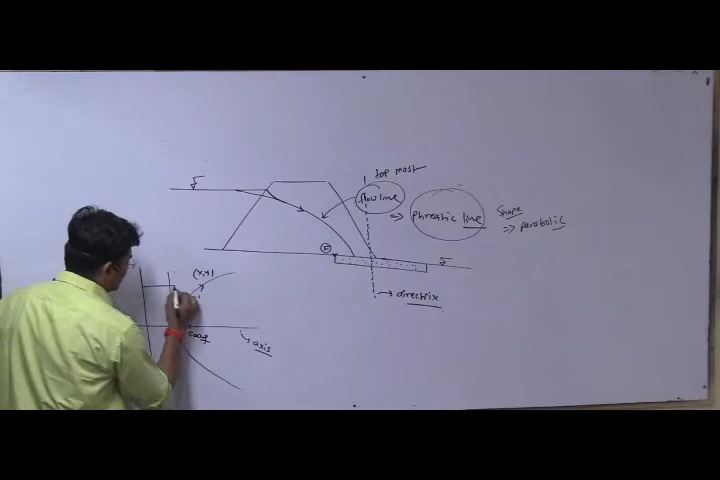 top most
flow line
⇒ phreatic line
Shape
⇒ parabolic
F
→ directrix
(x,y)
axis